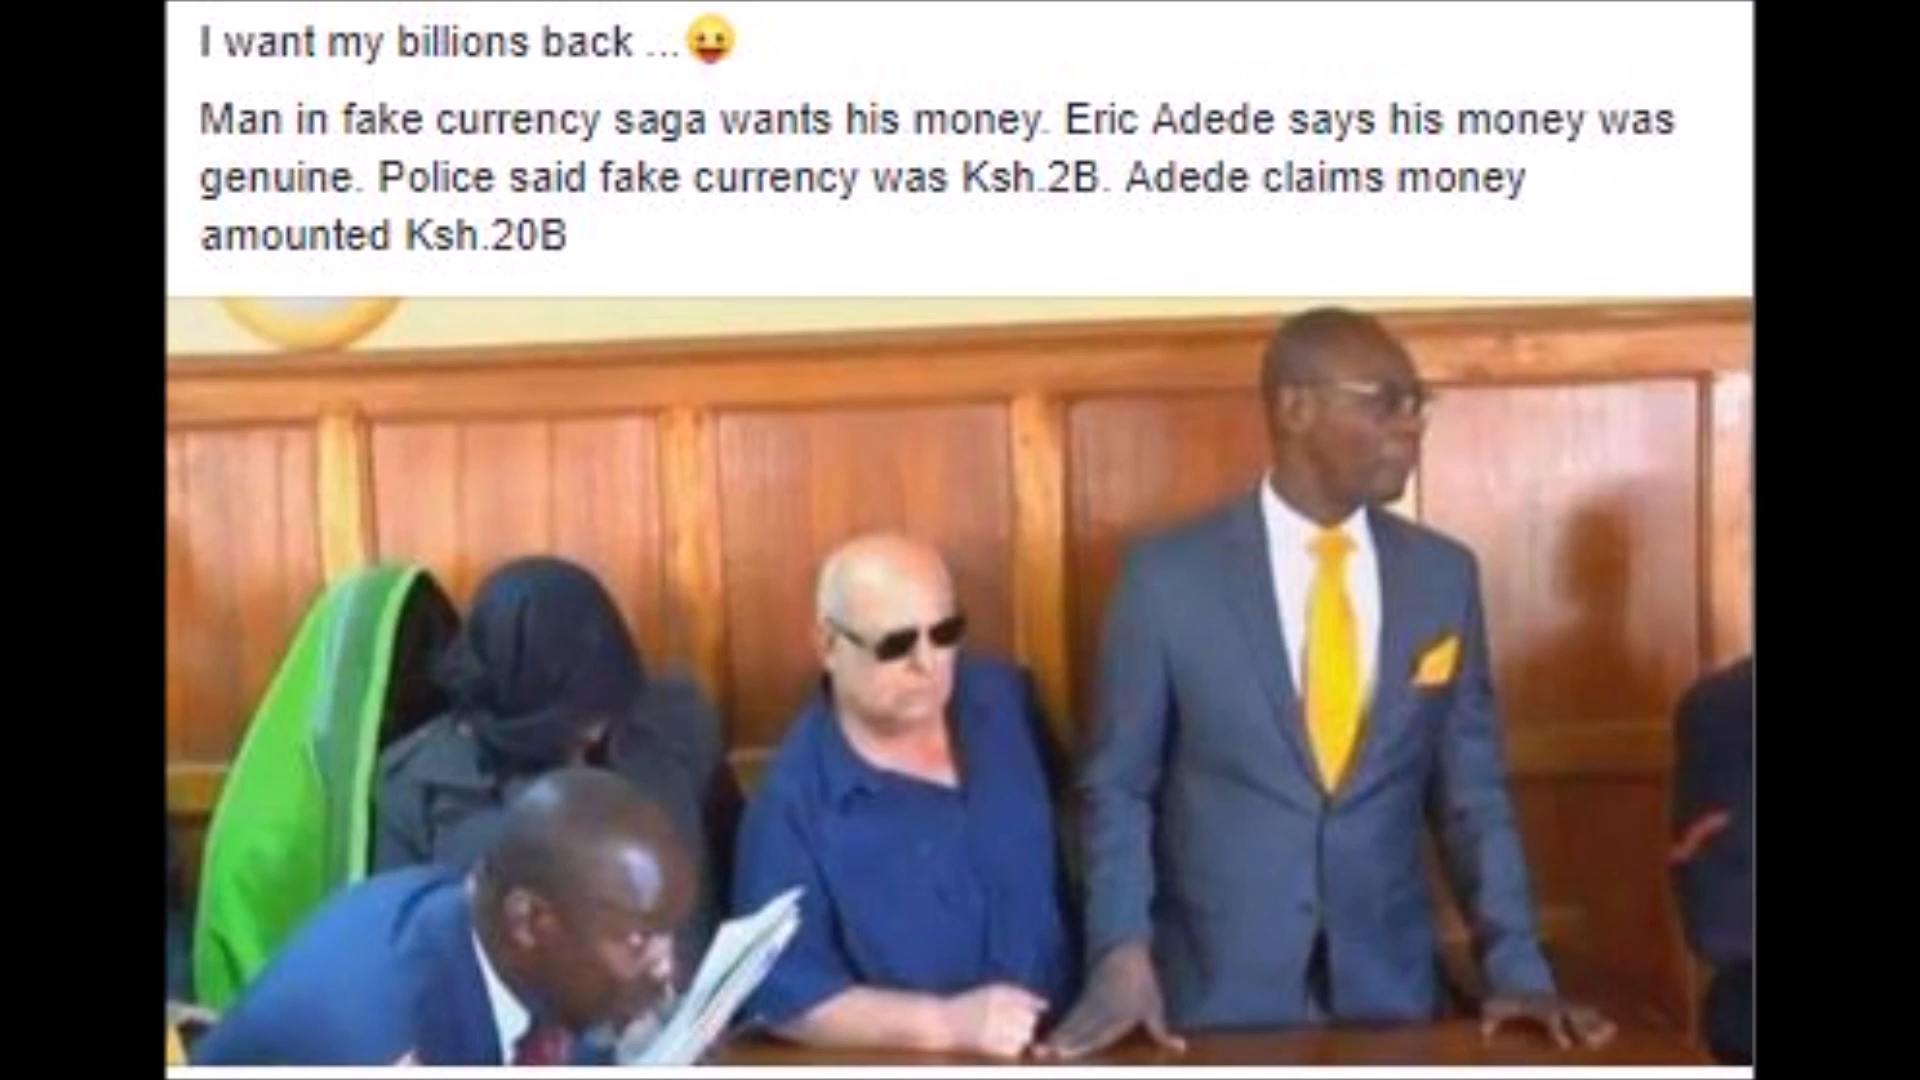 I want my billions back ...😛
Man in fake currency saga wants his money. Eric Adede says his money was
genuine. Police said fake currency was Ksh.2B. Adede claims money
amounted Ksh.20B